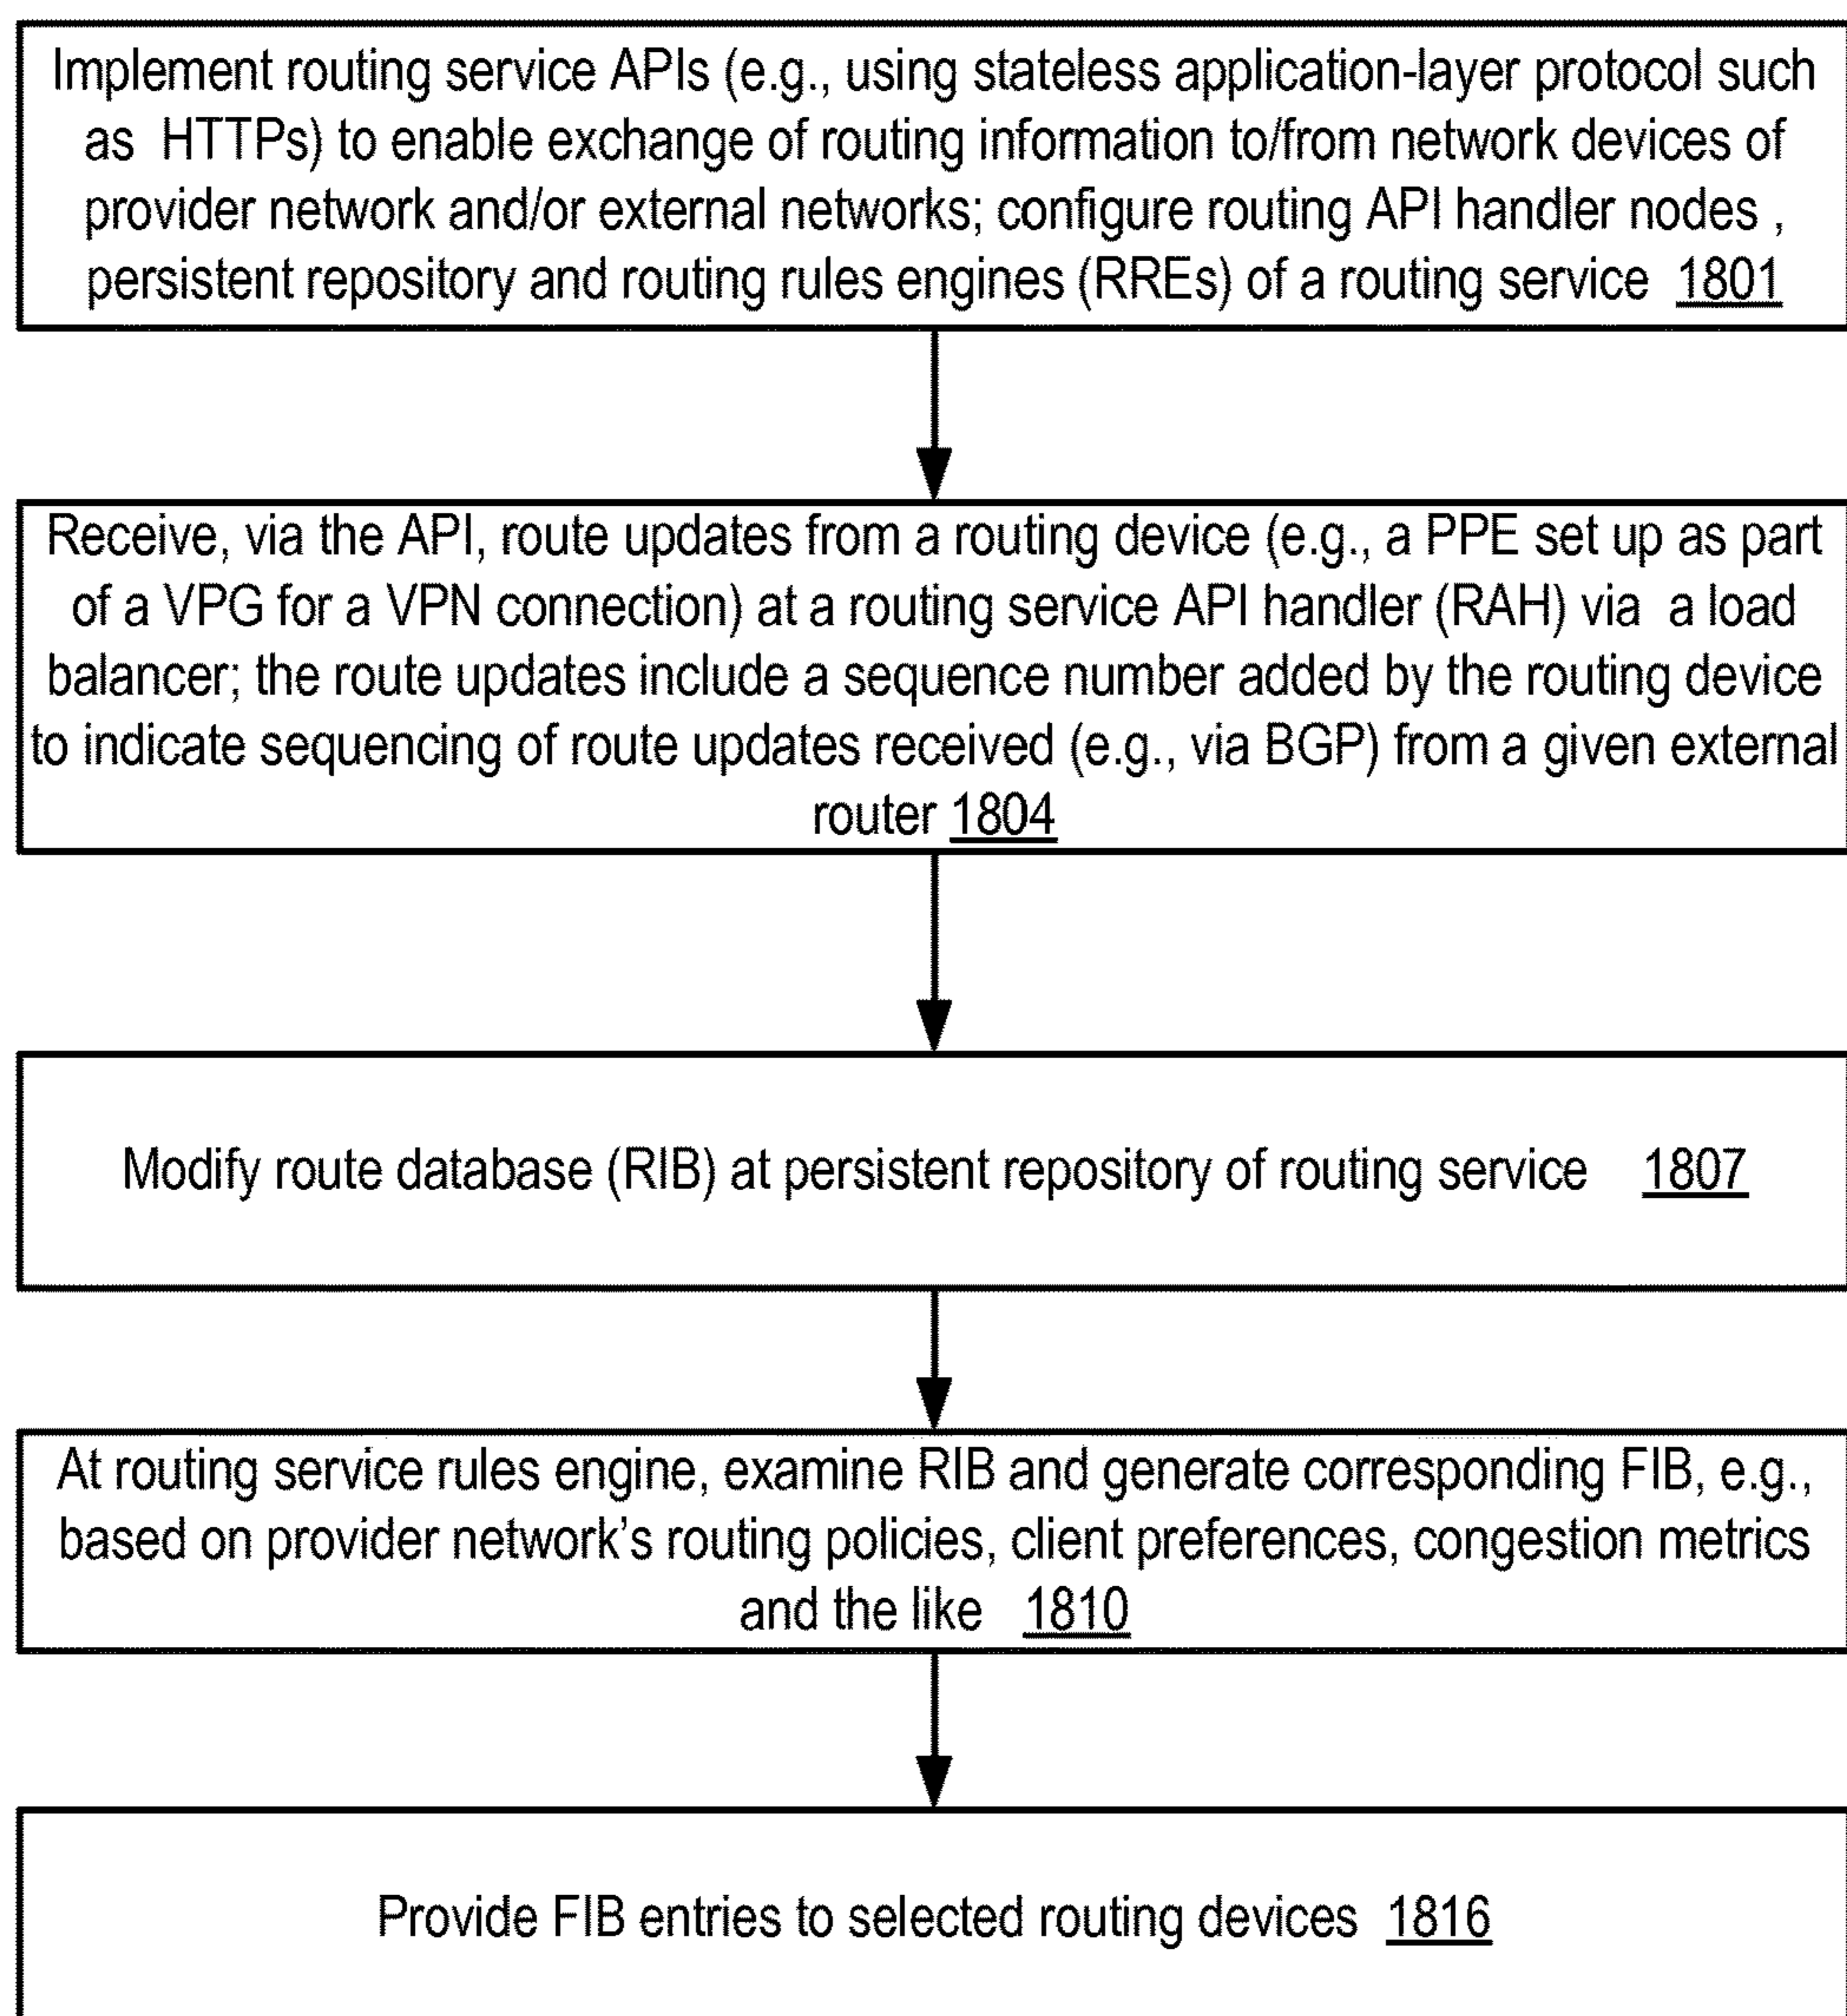 Implement routing service APIs (e.g., using stateless application-layer protocol such
as HTTPs) to enable exchange of routing information to/from network devices of
provider network and/or external networks; configure routing API handler nodes ,
persistent repository and routing rules engines (RREs) of a routing service 1801
Receive, via the API, route updates from a routing device (e.g., a PPE set up as part
of a VPG for a VPN connection) at a routing service API handler (RAH) via a load
balancer; the route updates include a sequence number added by the routing device
to indicate sequencing of route updates received (e.g., via BGP) from a given external
router 1804
Modify route database (RIB) at persistent repository of routing service 1807
At routing service rules engine, examine RIB and generate corresponding FIB, e.g.,
based on provider network's routing policies, client preferences, congestion metrics
and the like 1810
Provide FIB entries to selected routing devices 1816